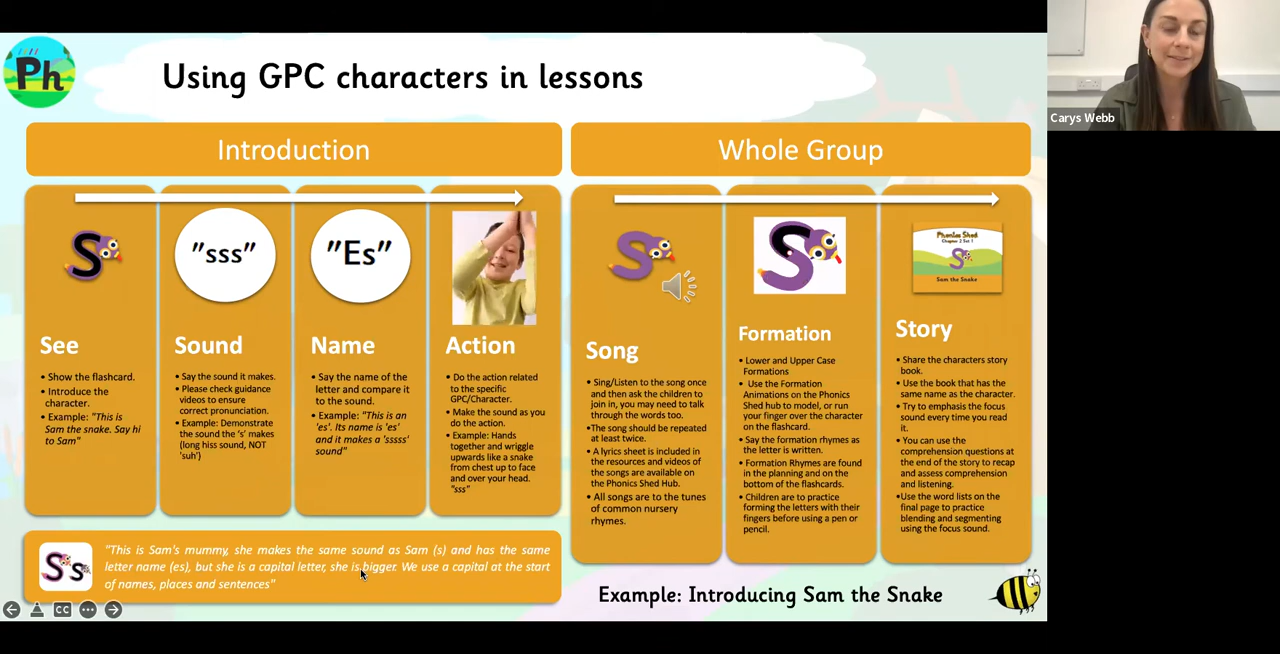 Ph
Using GPC characters in lessons
Introduction
Whole Group
S
See
• Show the flashcard.
• Introduce the
character.
• Example: "This is
Sam the snake. Say hi
to Sam"
"sss"
Sound
• Say the sound it makes.
• Please check guidance
videos to ensure
correct pronunciation.
• Example: Demonstrate
the sound the 's' makes
(long hiss sound, NOT
'suh')
"Es"
Name
• Say the name of the
letter and compare it
to the sound.
• Example: "This is an
'es'. Its name is 'es'
and it makes a 'sssss'
sound"
Action
• Do the action related
to the specific
GPC/Character.
• Make the sound as you
do the action.
• Example: Hands
together and wriggle
upwards like a snake
from chest up to face
and over your head.
"sss"
S
Song
• Sing/Listen to the song once
and then ask the children to
join in, you may need to talk
through the words too.
•The song should be repeated
at least twice.
• A lyrics sheet is included in
the resources and videos of
the songs are available on
the Phonics Shed Hub.
• All songs are to the tunes
of common nursery
rhymes.
S
Formation
• Lower and Upper Case
Formations
• Use the Formation
Animations on the Phonics
Shed hub to model, or run
your finger over the character
on the flashcard.
• Say the formation rhymes as
the letter is written.
• Formation Rhymes are found
in the planning and on the
bottom of the flashcards.
• Children are to practice
forming the letters with their
fingers before using a pen or
pencil.
Phonics Shed
Chapter 2 Set 1
S
Sam the Snake
Story
• Share the characters story
book.
• Use the book that has the
same name as the character.
• Try to emphasis the focus
sound every time you read
it.
• You can use the
comprehension questions at
the end of the story to recap
and assess comprehension
and listening.
•Use the word lists on the
final page to practice
blending and segmenting
using the focus sound.
Ss
"This is Sam's mummy, she makes the same sound as Sam (s) and has the same
letter name (es), but she is a capital letter, she is bigger. We use a capital at the start
of names, places and sentences"
Example: Introducing Sam the Snake
CC
Carys Webb